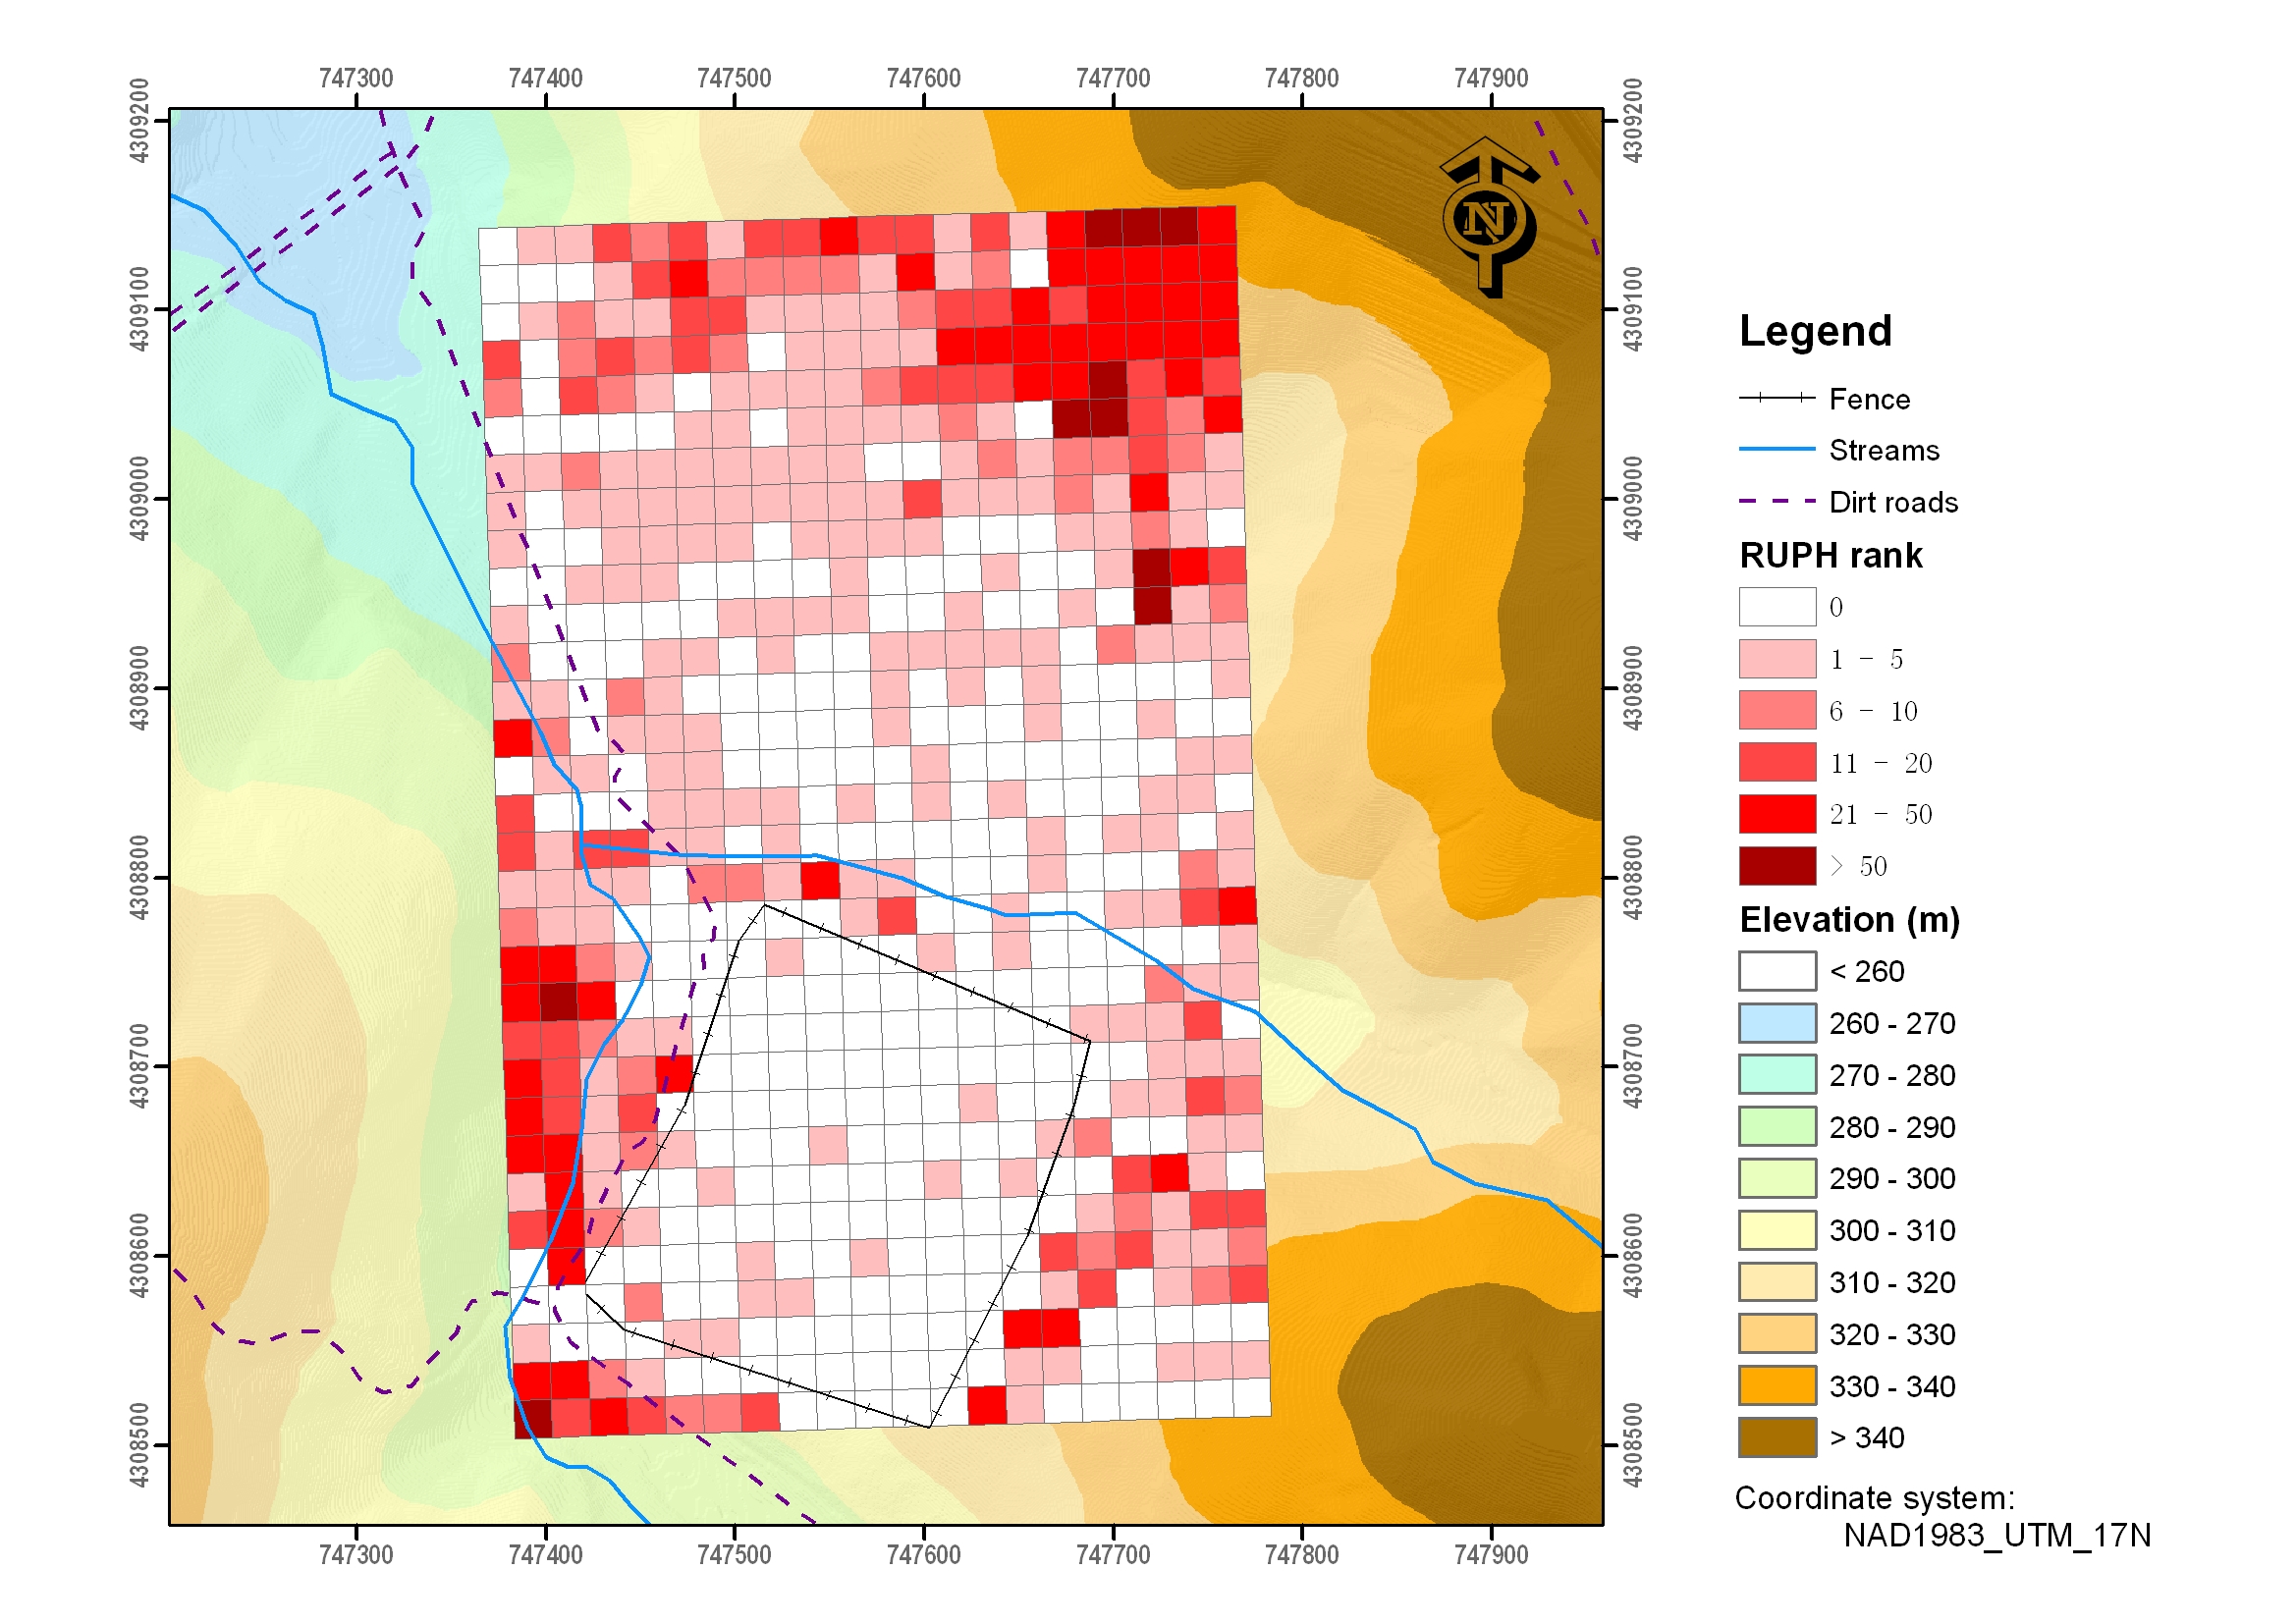 747300 747400 747500 747600 747700 747800 747900
4309200 4309200
4309100 4309100
4309000 4309000
4308900 4308900
4308800 4308800
4308700 4308700
4308600 4308600
4308500 4308500
747300 747400 747500 747600 747700 747800 747900
N
Legend
Fence
Streams
Dirt roads
RUPH rank
0
1 - 5
6 - 10
11 - 20
21 - 50
> 50
Elevation (m)
< 260
260 - 270
270 - 280
280 - 290
290 - 300
300 - 310
310 - 320
320 - 330
330 - 340
> 340
Coordinate system:
NAD1983_UTM_17N